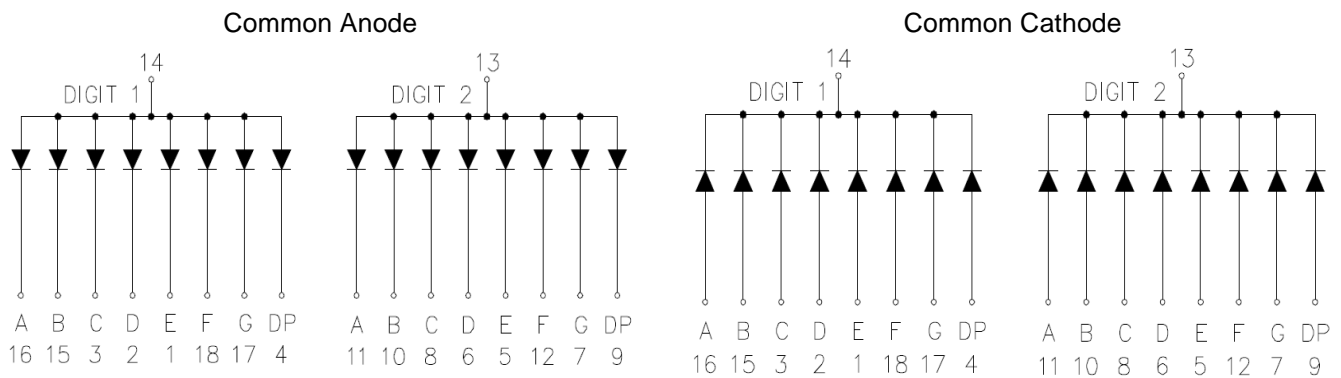 Common Anode
14
DIGIT 1
A B C D E F G DP
16 15 3 2 1 18 17 4
13
DIGIT 2
A B C D E F G DP
11 10 8 6 5 12 7 9
Common Cathode
14
DIGIT 1
A B C D E F G DP
16 15 3 2 1 18 17 4
13
DIGIT 2
A B C D E F G DP
11 10 8 6 5 12 7 9